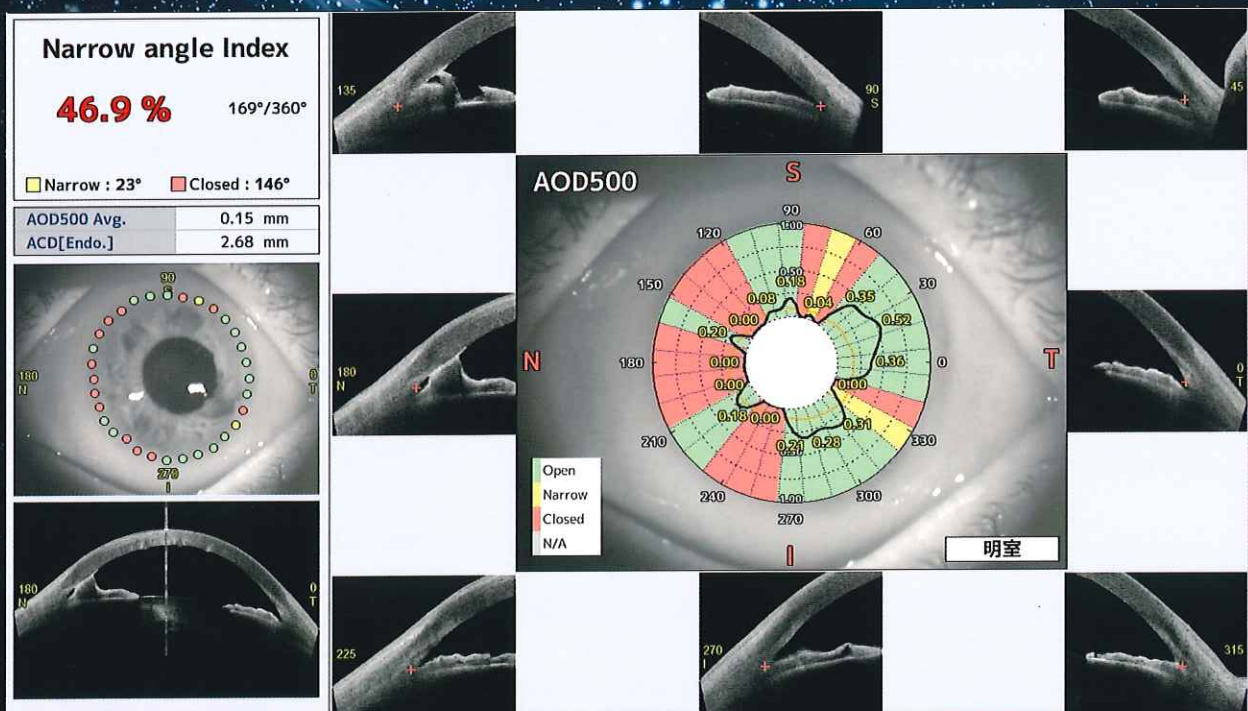 Narrow angle Index
46.9 %
169°/360°
Narrow : 23°
Closed : 146°
AOD500 Avg. 0.15 mm
ACD[Endo.] 2.68 mm
90
S
180
N
0
T
270
I
180
N
0
T
135
90
S
45
180
N
0
T
225
270
I
315
AOD500
S
90
1.00
120
60
0.50
150
30
0.18
0.08
0.04
0.35
0.00
0.52
0.20
N
180
0.00
0.36
0
T
0.00
0.00
0.18
0.00
0.31
0.21
0.28
210
330
240
300
1.00
270
I
Open
Narrow
Closed
N/A
明室